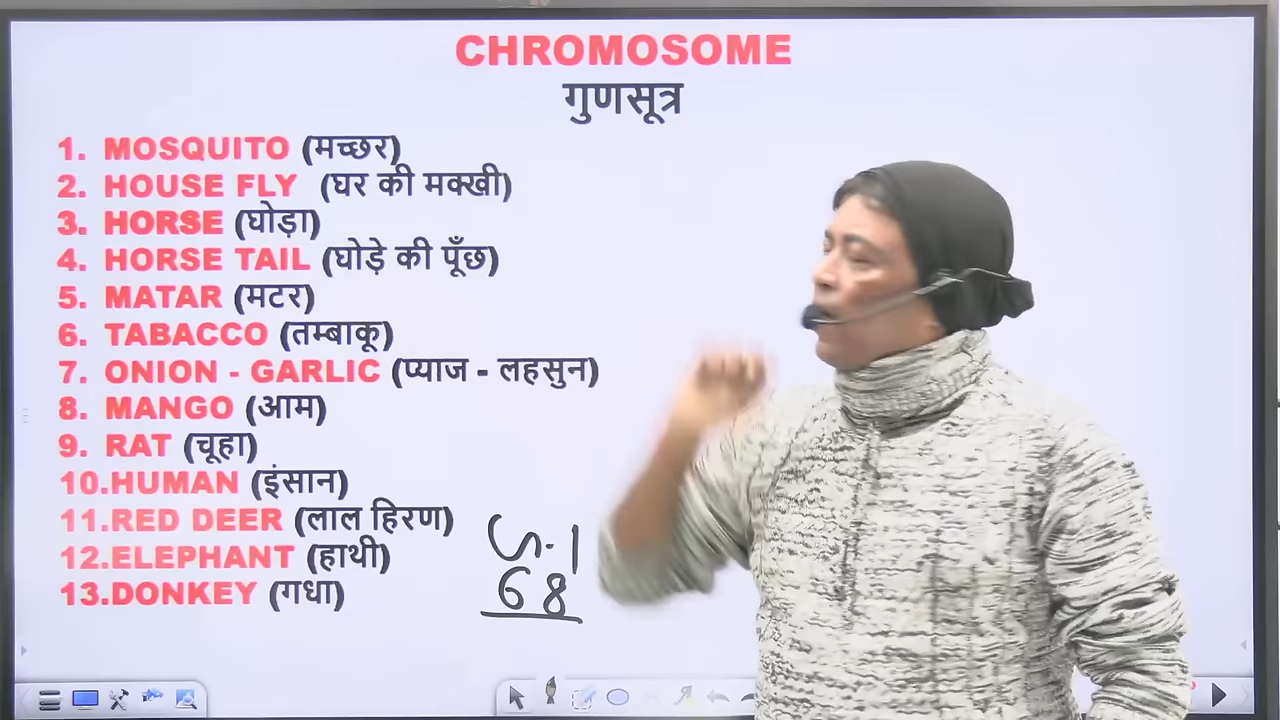 CHROMOSOME
गुणसूत्र
1. MOSQUITO (मच्छर)
2. HOUSE FLY (घर की मक्खी)
3. HORSE (घोड़ा)
4. HORSE TAIL (घोड़े की पूँछ)
5. MATAR (मटर)
6. TABACCO (तम्बाकू)
7. ONION - GARLIC (प्याज - लहसुन)
8. MANGO (आम)
9. RAT (चूहा)
10.HUMAN (इंसान)
11.RED DEER (लाल हिरण)
12.ELEPHANT (हाथी)
13.DONKEY (गधा)
68